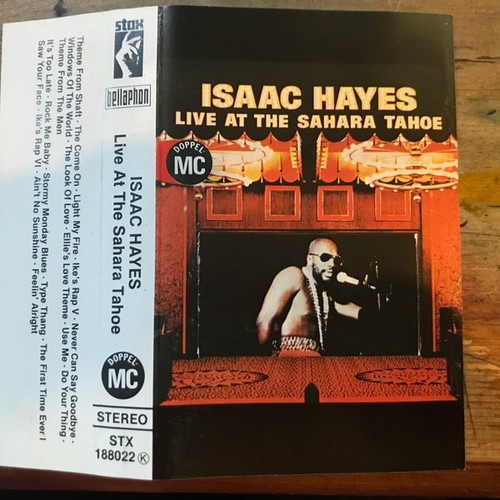 Theme From Shaft · The Come On · Light My Fire · Ike's Rap V · Never Can Say Goodbye ·
Windows Of The World · The Look Of Love · Ellie's Love Theme · Use Me · Do Your Thing ·
Theme From The Men
It's Too Late · Rock Me Baby · Stormy Monday Blues · Type Thang · The First Time Ever I
Saw Your Face · Ike's Rap VI · Ain't No Sunshine · Feelin' Alright
stax
bellaphon
ISAAC HAYES
Live At The Sahara Tahoe
DOPPEL-
MC
STEREO
STX
188022 K
ISAAC HAYES
LIVE AT THE SAHARA TAHOE
DOPPEL-
MC